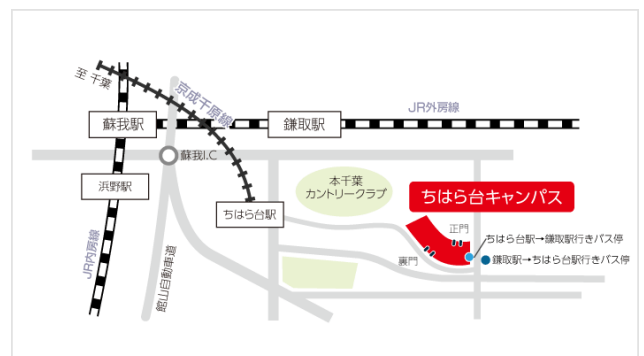 至 千葉
京成千原線
JR外房線
蘇我駅
鎌取駅
蘇我I.C
浜野駅
本千葉
カントリークラブ
ちはら台キャンパス
ちはら台駅
正門
ちはら台駅→鎌取駅行きバス停
裏門
鎌取駅→ちはら台駅行きバス停
JR内房線
館山自動車道